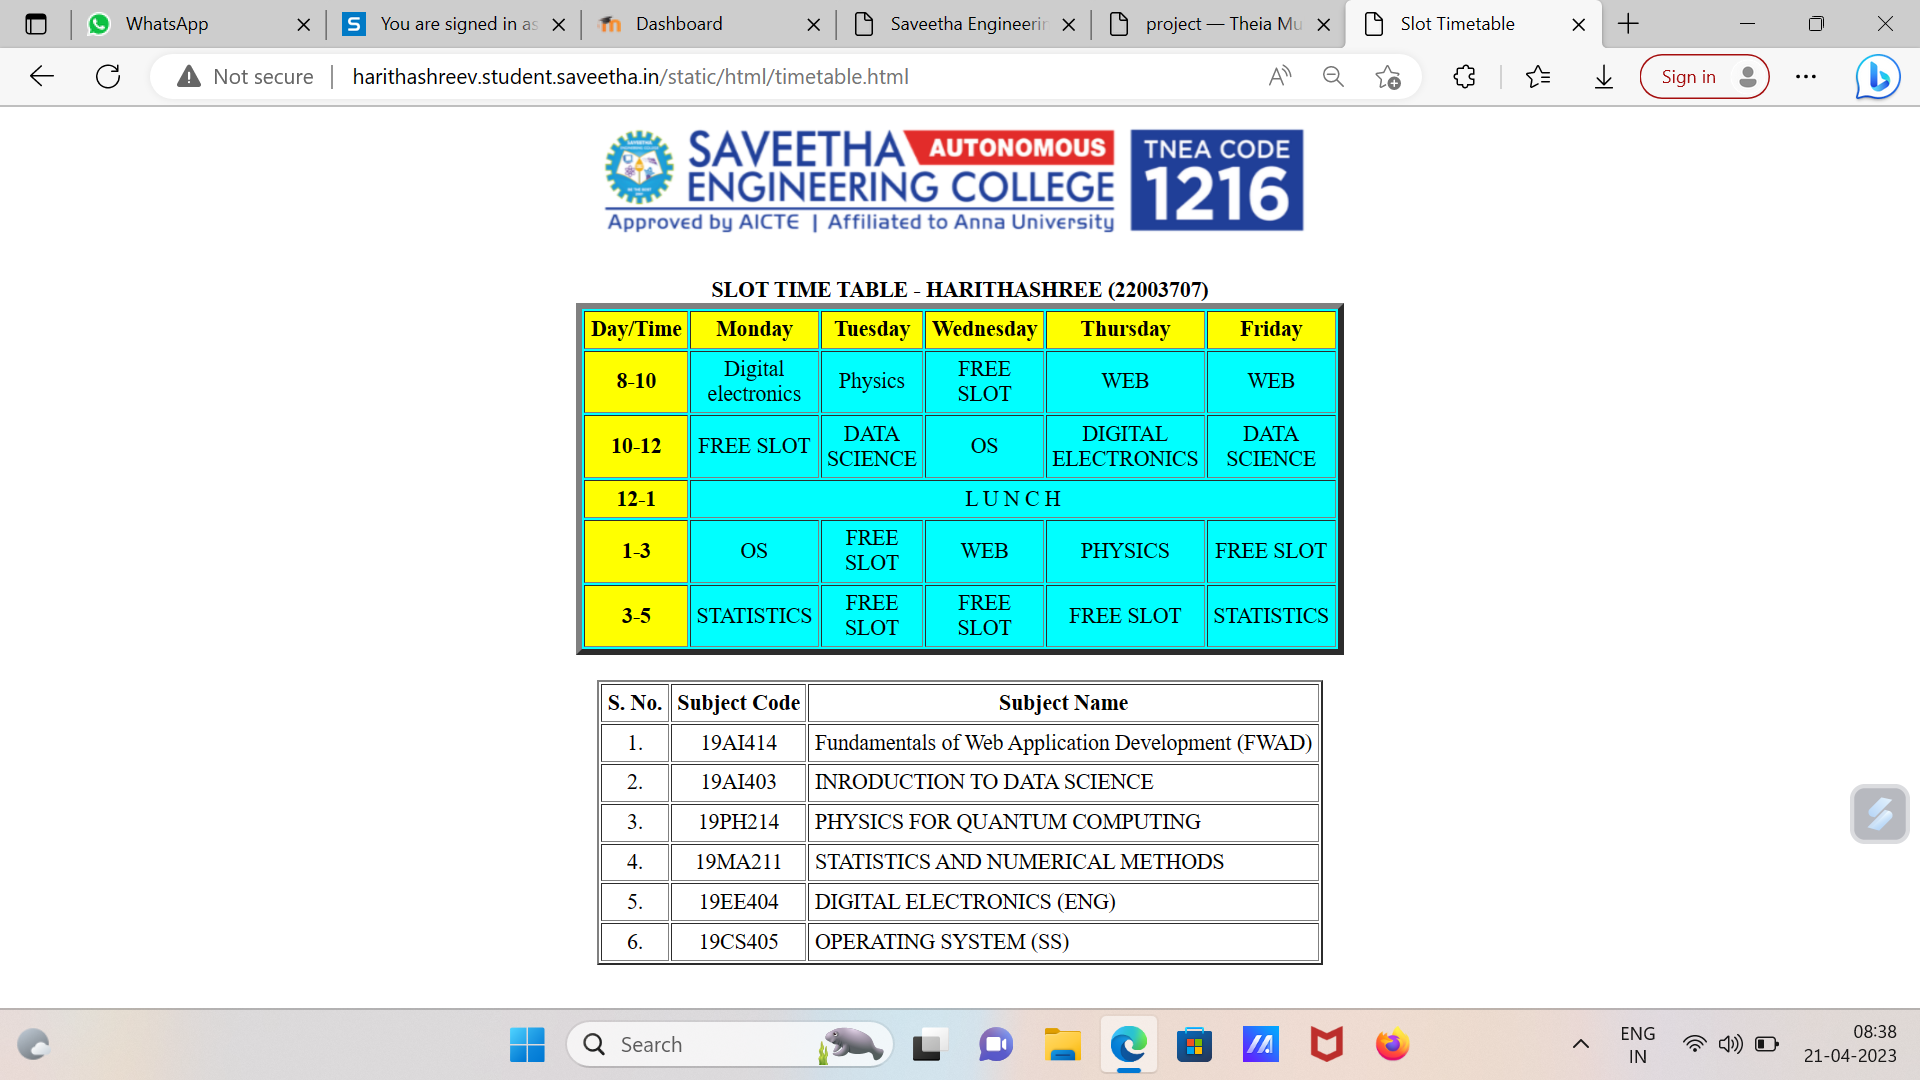 WhatsApp
You are signed in as
Dashboard
Saveetha Engineerin
project — Theia Mu
Slot Timetable
Not secure
harithashreev.student.saveetha.in/static/html/timetable.html
Sign in
SAVEETHA AUTONOMOUS
ENGINEERING COLLEGE
Approved by AICTE | Affiliated to Anna University
TNEA CODE
1216
SLOT TIME TABLE - HARITHASHREE (22003707)
Day/Time Monday Tuesday Wednesday Thursday Friday
8-10 Digital electronics Physics FREE SLOT WEB WEB
10-12 FREE SLOT DATA SCIENCE OS DIGITAL ELECTRONICS DATA SCIENCE
12-1 L U N C H
1-3 OS FREE SLOT WEB PHYSICS FREE SLOT
3-5 STATISTICS FREE SLOT FREE SLOT FREE SLOT STATISTICS
S. No. Subject Code Subject Name
1. 19AI414 Fundamentals of Web Application Development (FWAD)
2. 19AI403 INRODUCTION TO DATA SCIENCE
3. 19PH214 PHYSICS FOR QUANTUM COMPUTING
4. 19MA211 STATISTICS AND NUMERICAL METHODS
5. 19EE404 DIGITAL ELECTRONICS (ENG)
6. 19CS405 OPERATING SYSTEM (SS)
Search
ENG
IN
08:38
21-04-2023